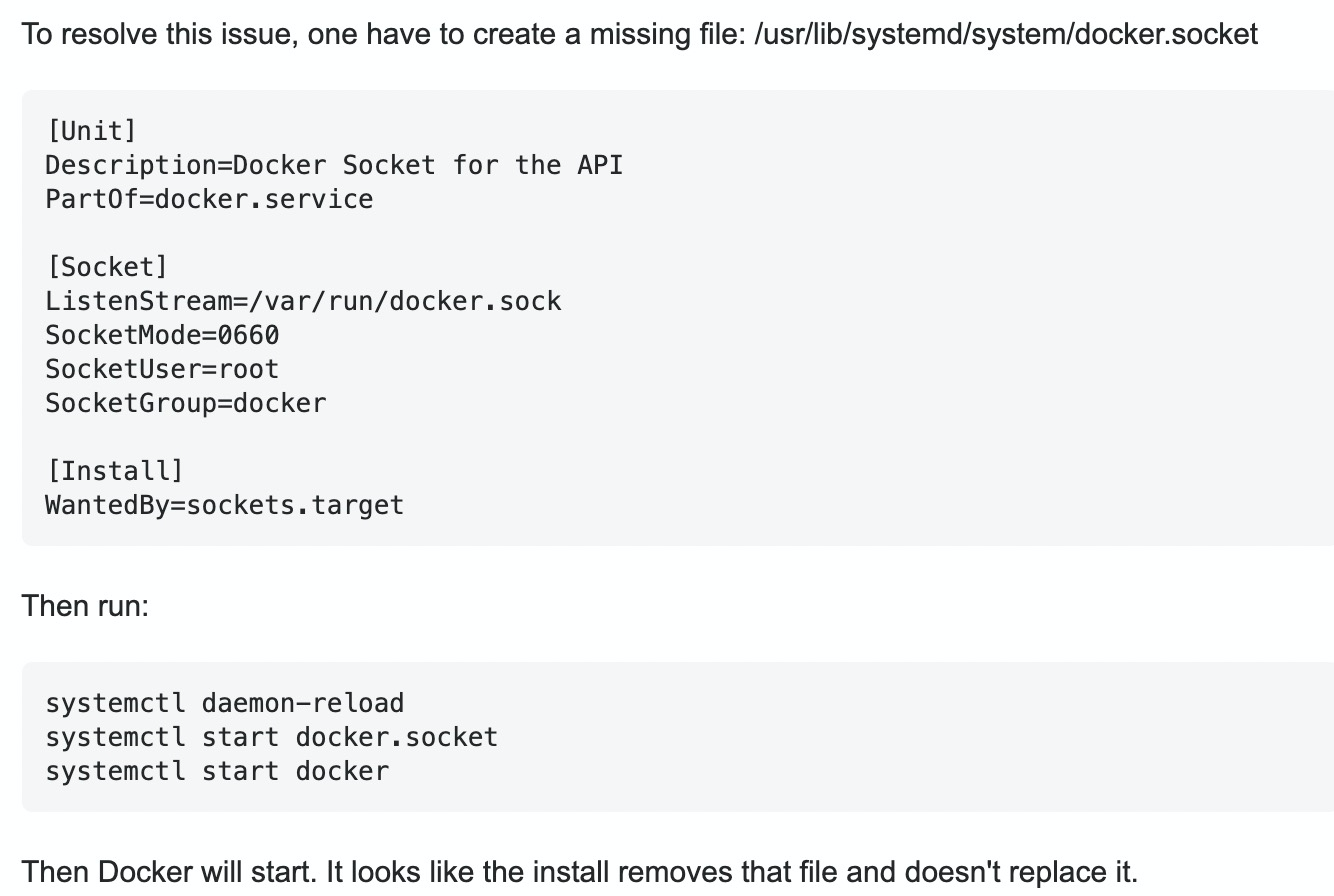 To resolve this issue, one have to create a missing file: /usr/lib/systemd/system/docker.socket
[Unit]
Description=Docker Socket for the API
PartOf=docker.service
[Socket]
ListenStream=/var/run/docker.sock
SocketMode=0660
SocketUser=root
SocketGroup=docker
[Install]
WantedBy=sockets.target
Then run:
systemctl daemon-reload
systemctl start docker.socket
systemctl start docker
Then Docker will start. It looks like the install removes that file and doesn't replace it.